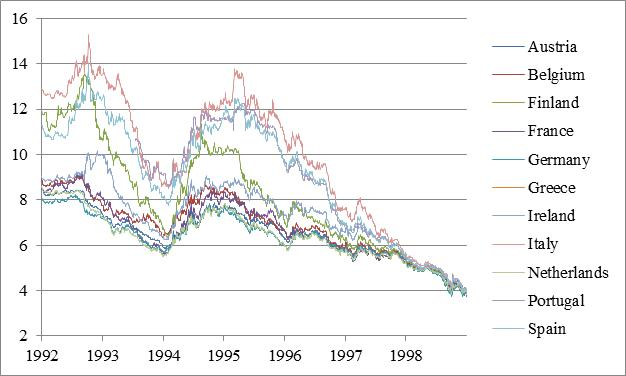 16
14
12
10
8
6
4
2
1992 1993 1994 1995 1996 1997 1998
Austria
Belgium
Finland
France
Germany
Greece
Ireland
Italy
Netherlands
Portugal
Spain